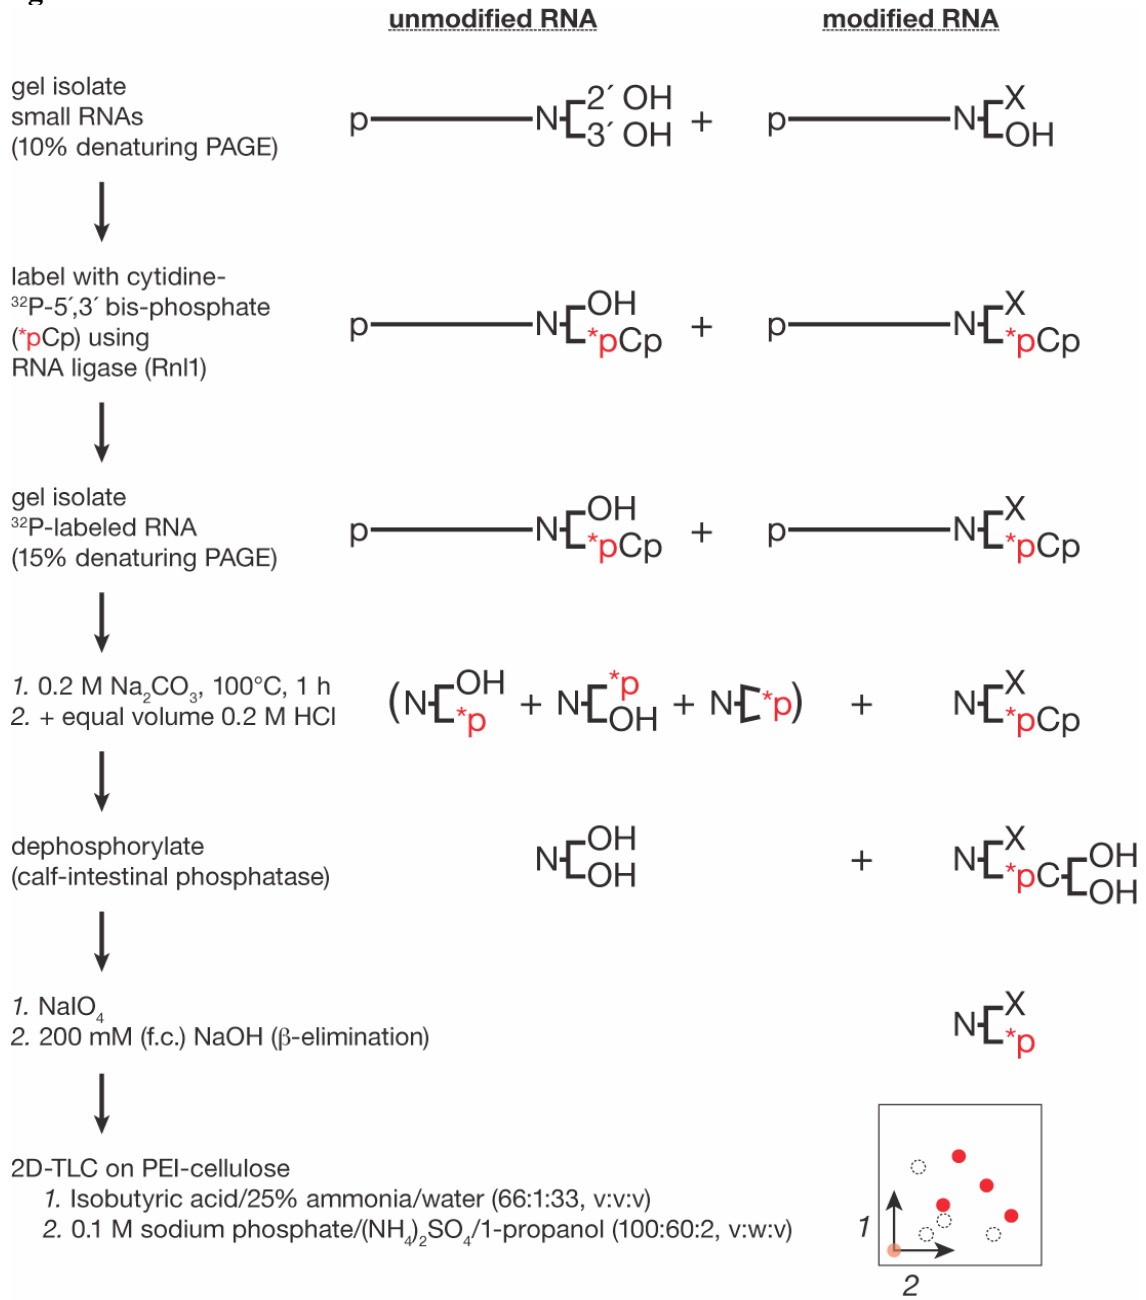 unmodified RNA modified RNA
gel isolate
small RNAs
(10% denaturing PAGE)
p N 2´ OH 3´ OH + p N X OH
label with cytidine-
³²P-5´,3´ bis-phosphate
(*pCp) using
RNA ligase (Rnl1)
p N OH *pCp + p N X *pCp
gel isolate
³²P-labeled RNA
(15% denaturing PAGE)
p N OH *pCp + p N X *pCp
1. 0.2 M Na₂CO₃, 100°C, 1 h
2. + equal volume 0.2 M HCl
(N OH *p + N *p OH + N *p) + N X *pCp
dephosphorylate
(calf-intestinal phosphatase)
N OH OH + N X *pC OH OH
1. NaIO₄
2. 200 mM (f.c.) NaOH (β-elimination)
N X *p
2D-TLC on PEI-cellulose
1. Isobutyric acid/25% ammonia/water (66:1:33, v:v:v)
2. 0.1 M sodium phosphate/(NH₄)₂SO₄/1-propanol (100:60:2, v:w:v)
1
2